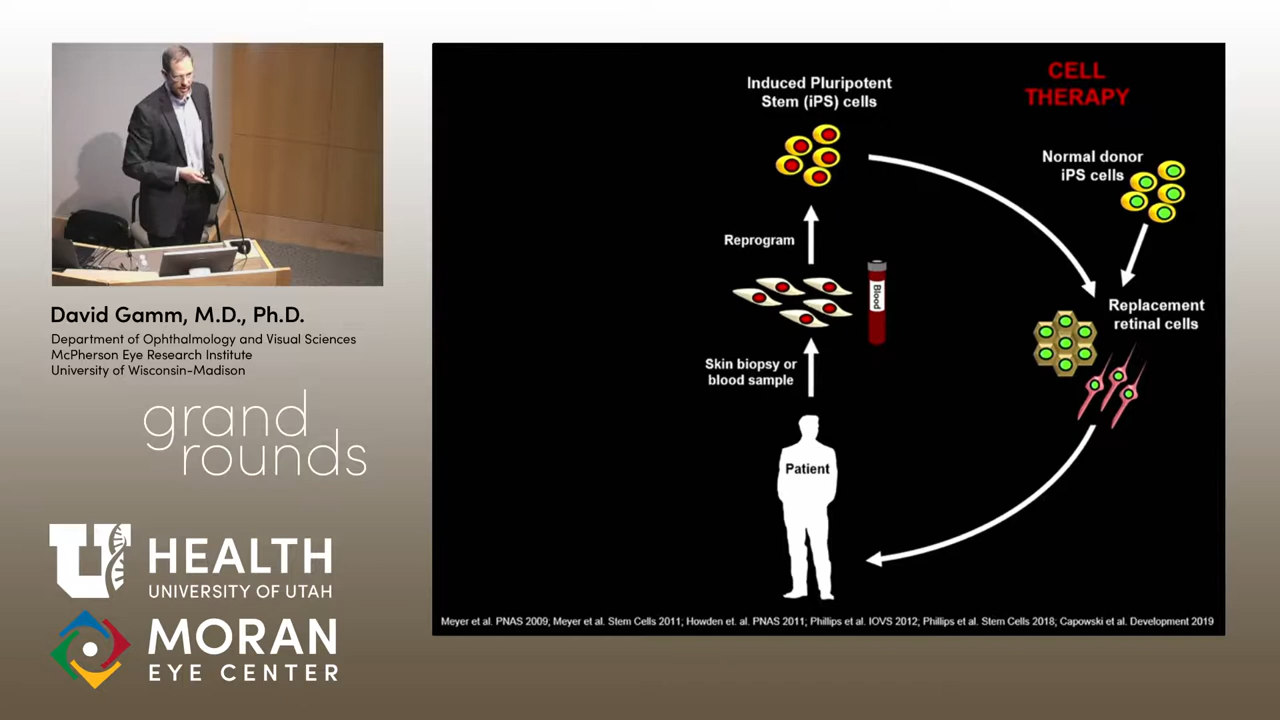 David Gamm, M.D., Ph.D.
Department of Ophthalmology and Visual Sciences
McPherson Eye Research Institute
University of Wisconsin-Madison
grand
rounds
U
HEALTH
UNIVERSITY OF UTAH
MORAN
EYE CENTER
CELL
THERAPY
Induced Pluripotent
Stem (iPS) cells
Normal donor
iPS cells
Reprogram
Blood
Replacement
retinal cells
Skin biopsy or
blood sample
Patient
Meyer et al. PNAS 2009, Meyer et al. Stem Cells 2011; Howden et. al. PNAS 2011; Phillips et al. IOVS 2012; Phillips et al. Stem Cells 2018; Capowski et al. Development 2019